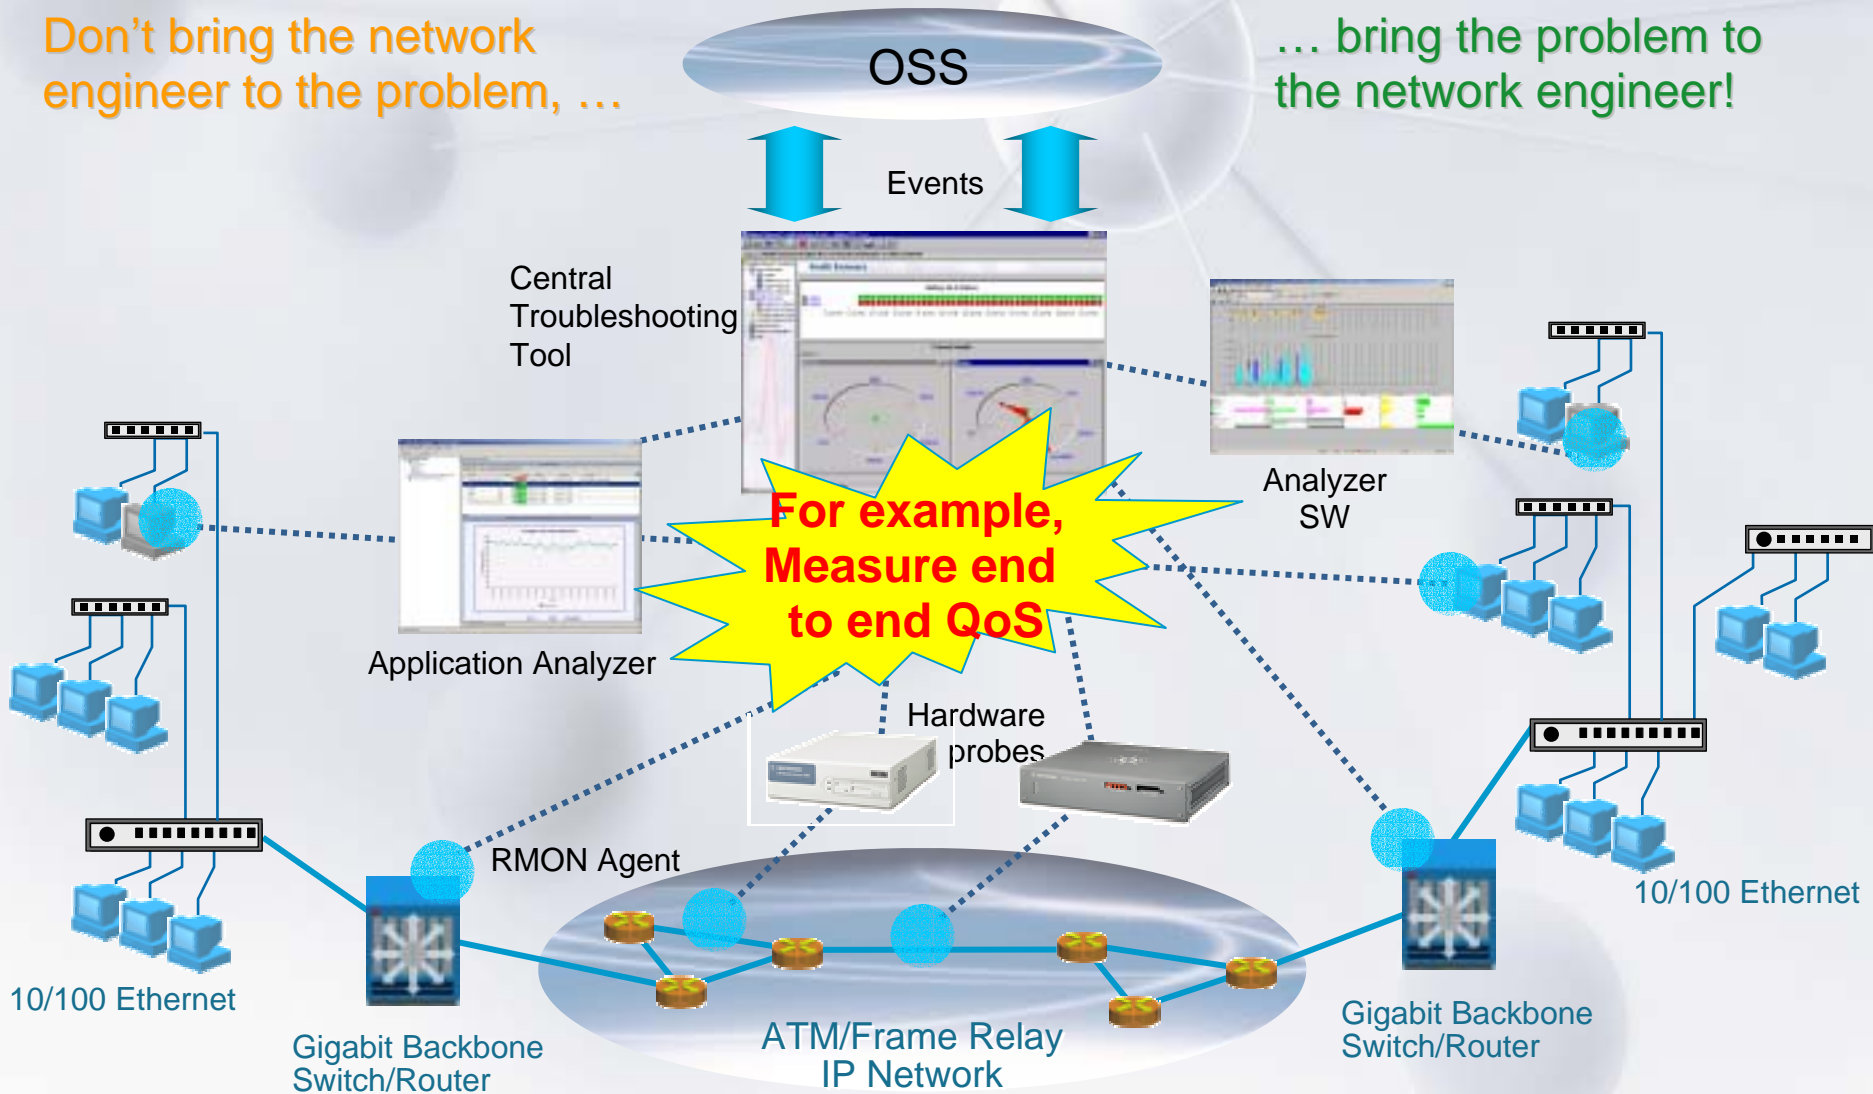 Don't bring the network
engineer to the problem, …
OSS
… bring the problem to
the network engineer!
Events
Central
Troubleshooting
Tool
Analyzer
SW
For example,
Measure end
to end QoS
Application Analyzer
Hardware
probes
RMON Agent
10/100 Ethernet
10/100 Ethernet
Gigabit Backbone
Switch/Router
ATM/Frame Relay
IP Network
Gigabit Backbone
Switch/Router